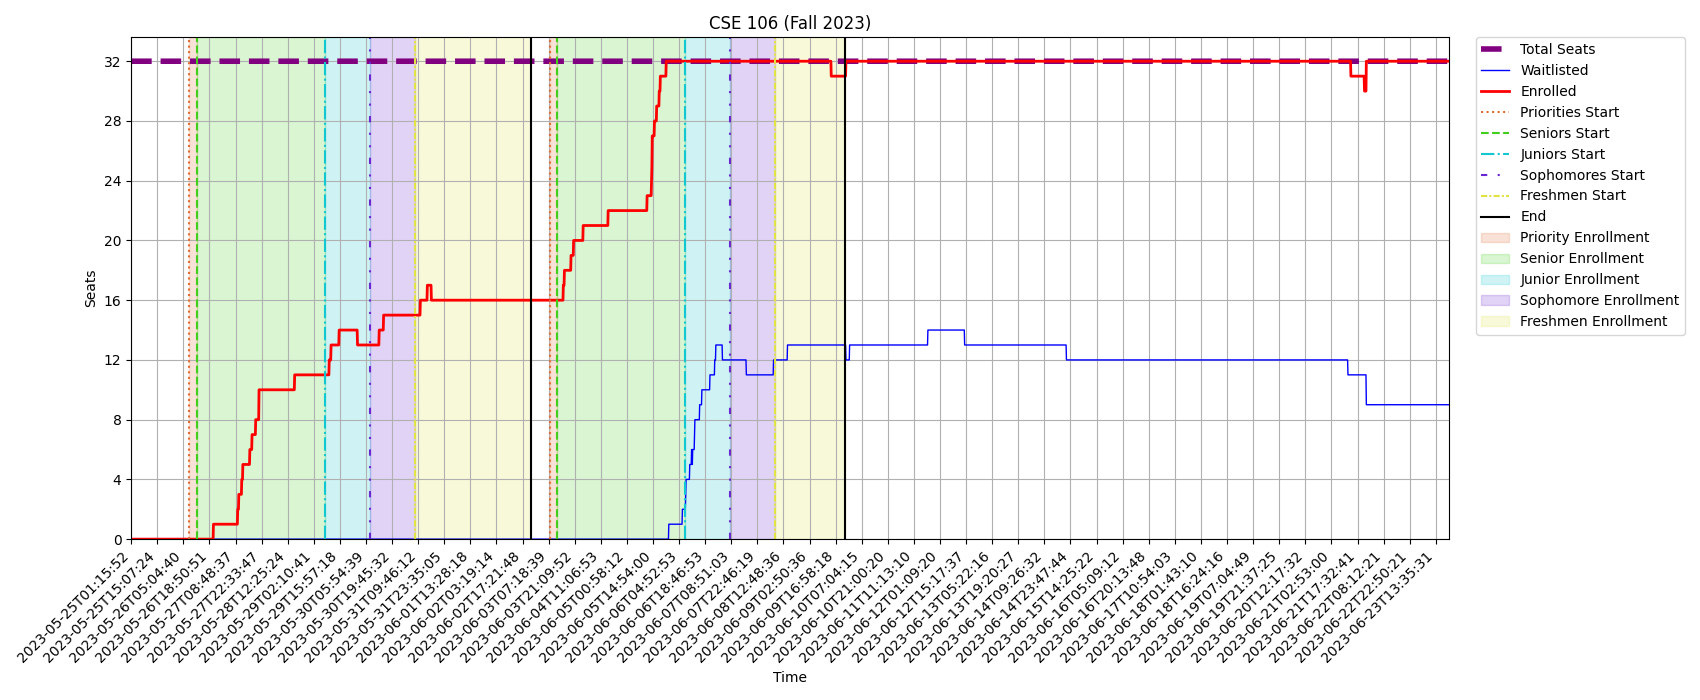 CSE 106 (Fall 2023)
Seats
32
28
24
20
16
12
8
4
0
2023-05-25T01:15:52
2023-05-25T15:07:24
2023-05-26T05:04:40
2023-05-26T18:50:51
2023-05-27T08:48:37
2023-05-27T22:33:47
2023-05-28T12:25:24
2023-05-29T02:10:41
2023-05-29T15:57:18
2023-05-30T05:54:39
2023-05-30T19:45:32
2023-05-31T09:46:12
2023-05-31T23:35:05
2023-06-01T13:28:18
2023-06-02T03:19:14
2023-06-02T17:21:48
2023-06-03T07:18:39
2023-06-03T21:09:52
2023-06-04T11:06:53
2023-06-05T00:58:12
2023-06-05T14:54:00
2023-06-06T04:52:53
2023-06-06T18:46:53
2023-06-07T08:51:03
2023-06-07T22:46:19
2023-06-08T12:48:36
2023-06-09T02:50:36
2023-06-09T16:58:18
2023-06-10T07:04:15
2023-06-10T21:00:20
2023-06-11T11:13:10
2023-06-12T01:09:20
2023-06-12T15:17:37
2023-06-13T05:22:16
2023-06-13T19:20:27
2023-06-14T09:26:32
2023-06-14T23:47:44
2023-06-15T14:25:22
2023-06-16T05:09:12
2023-06-16T20:13:48
2023-06-17T10:54:03
2023-06-18T01:43:10
2023-06-18T16:24:16
2023-06-19T07:04:49
2023-06-19T21:37:25
2023-06-20T12:17:32
2023-06-21T02:53:00
2023-06-21T17:32:41
2023-06-22T08:12:21
2023-06-22T22:50:21
2023-06-23T13:35:31
Time
Total Seats
Waitlisted
Enrolled
Priorities Start
Seniors Start
Juniors Start
Sophomores Start
Freshmen Start
End
Priority Enrollment
Senior Enrollment
Junior Enrollment
Sophomore Enrollment
Freshmen Enrollment